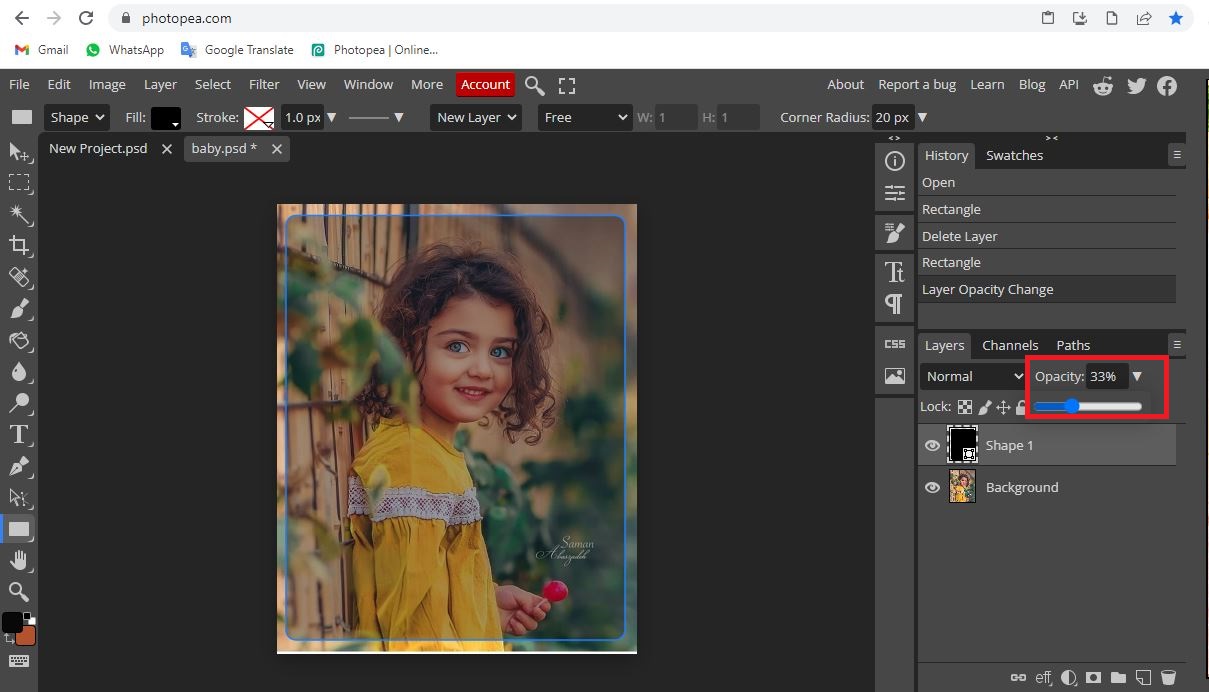 photopea.com
Gmail WhatsApp Google Translate Photopea | Online...
File Edit Image Layer Select Filter View Window More Account About Report a bug Learn Blog API
Shape Fill: Stroke: 1.0 px New Layer Free W: 1 H: 1 Corner Radius: 20 px
New Project.psd baby.psd *
< > > <
History Swatches
Open
Rectangle
Delete Layer
Rectangle
Layer Opacity Change
CSS
Layers Channels Paths
Normal Opacity: 33%
Lock:
Shape 1
Background
Saman
Abaszadeh
eff